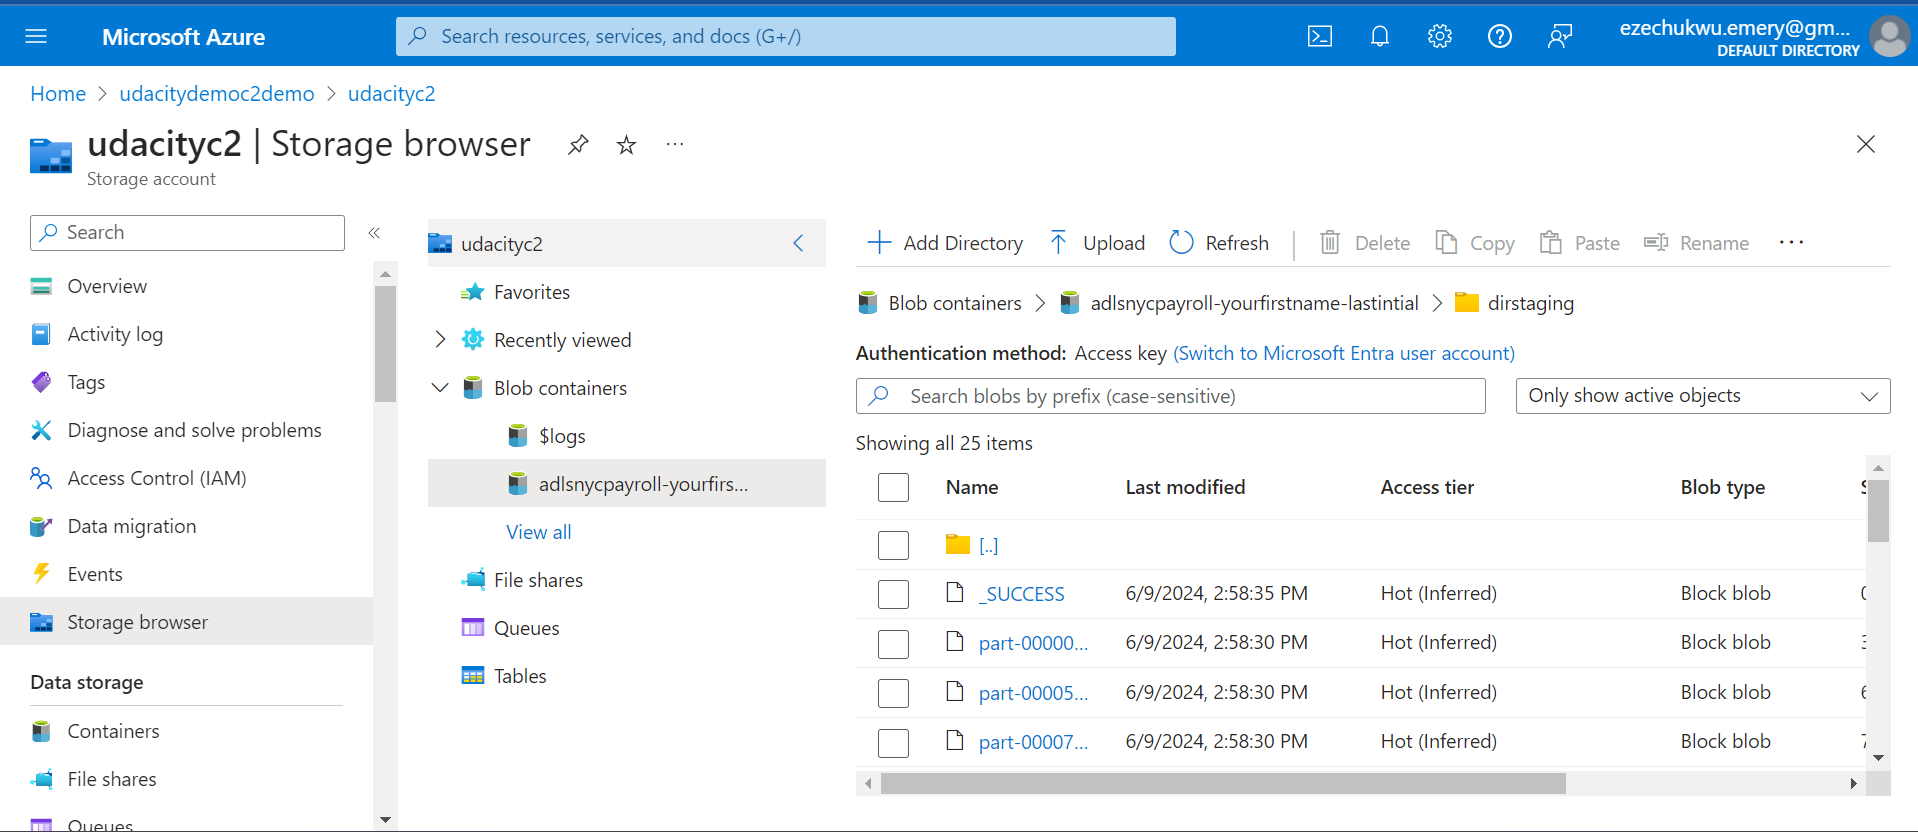 Microsoft Azure
Search resources, services, and docs (G+/)
ezechukwu.emery@gm...
DEFAULT DIRECTORY
Home > udacitydemoc2demo > udacityc2
udacityc2 | Storage browser
Storage account
Search
Overview
Activity log
Tags
Diagnose and solve problems
Access Control (IAM)
Data migration
Events
Storage browser
Data storage
Containers
File shares
Queues
udacityc2
Favorites
Recently viewed
Blob containers
$logs
adlsnycpayroll-yourfirs...
View all
File shares
Queues
Tables
Add Directory Upload Refresh Delete Copy Paste Rename
Blob containers > adlsnycpayroll-yourfirstname-lastintial > dirstaging
Authentication method: Access key (Switch to Microsoft Entra user account)
Search blobs by prefix (case-sensitive)
Only show active objects
Showing all 25 items
Name Last modified Access tier Blob type
[..]
_SUCCESS 6/9/2024, 2:58:35 PM Hot (Inferred) Block blob
part-00000... 6/9/2024, 2:58:30 PM Hot (Inferred) Block blob
part-00005... 6/9/2024, 2:58:30 PM Hot (Inferred) Block blob
part-00007... 6/9/2024, 2:58:30 PM Hot (Inferred) Block blob